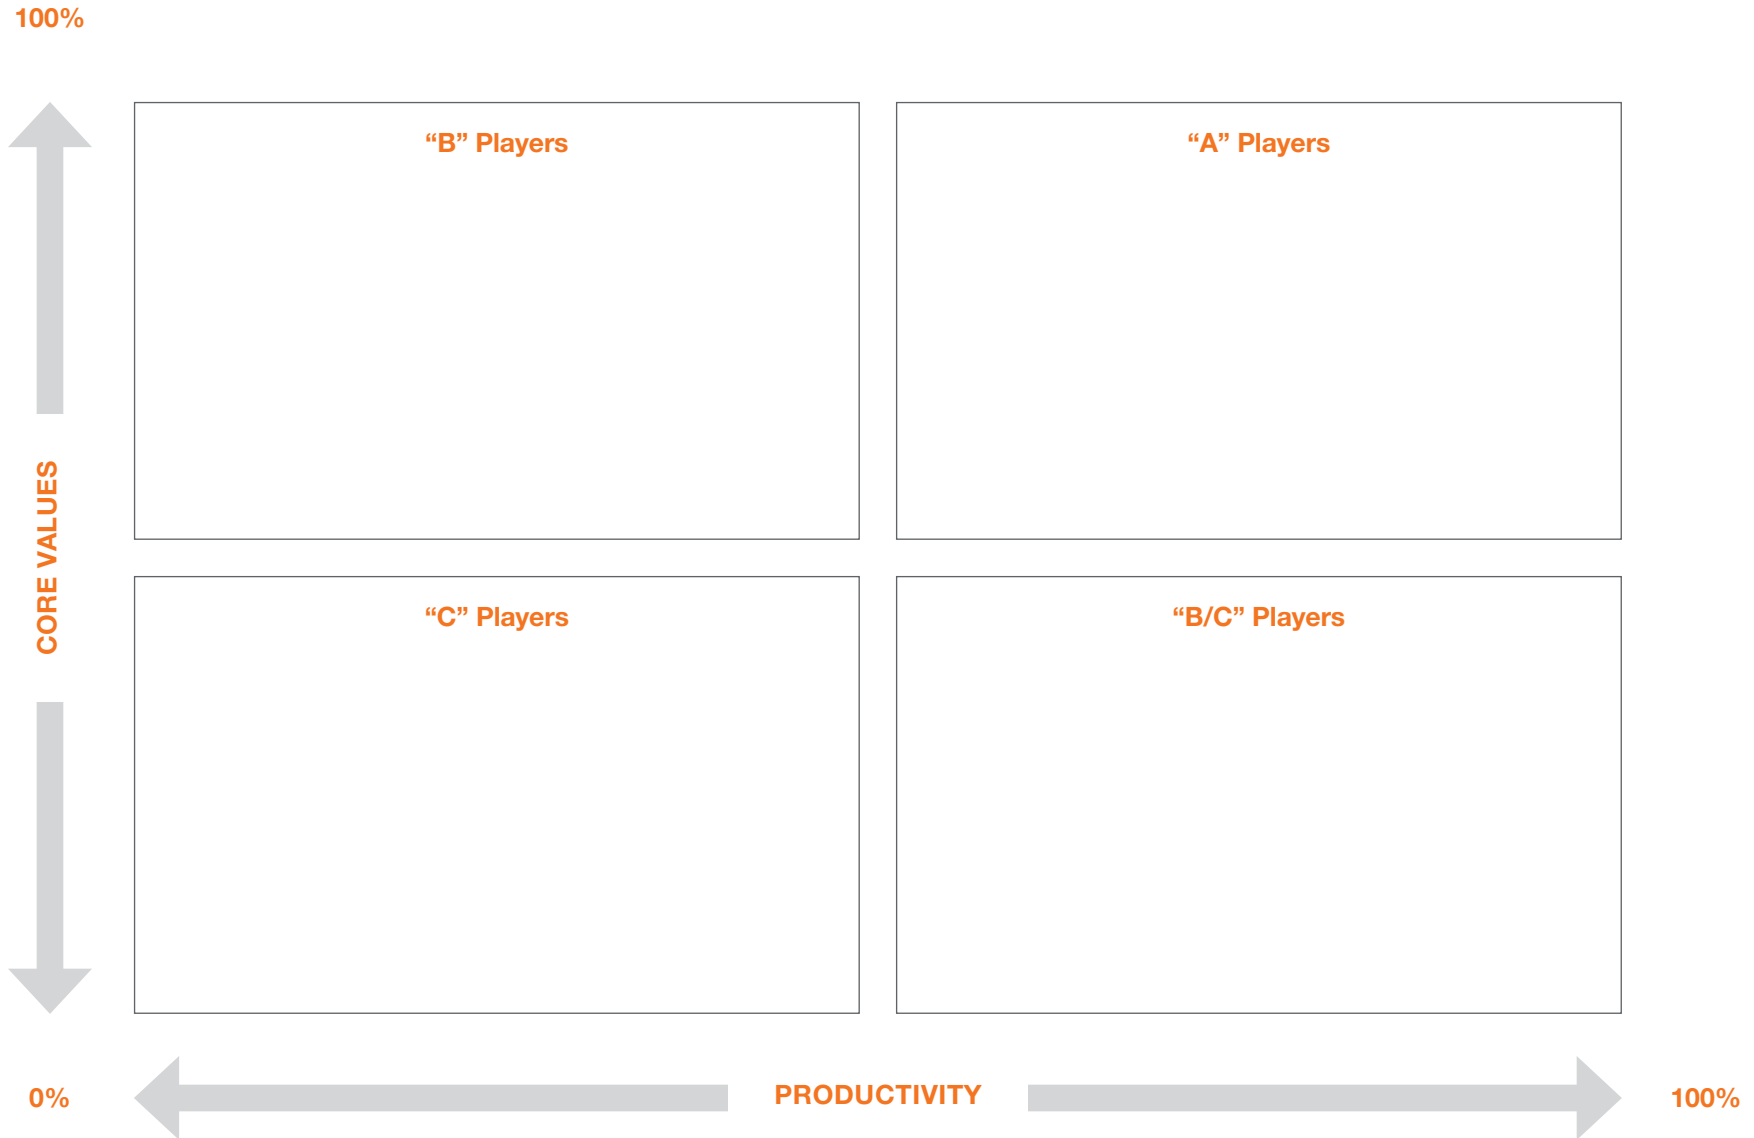 100%
“B” Players
“A” Players
CORE VALUES
“C” Players
“B/C” Players
0%
PRODUCTIVITY
100%